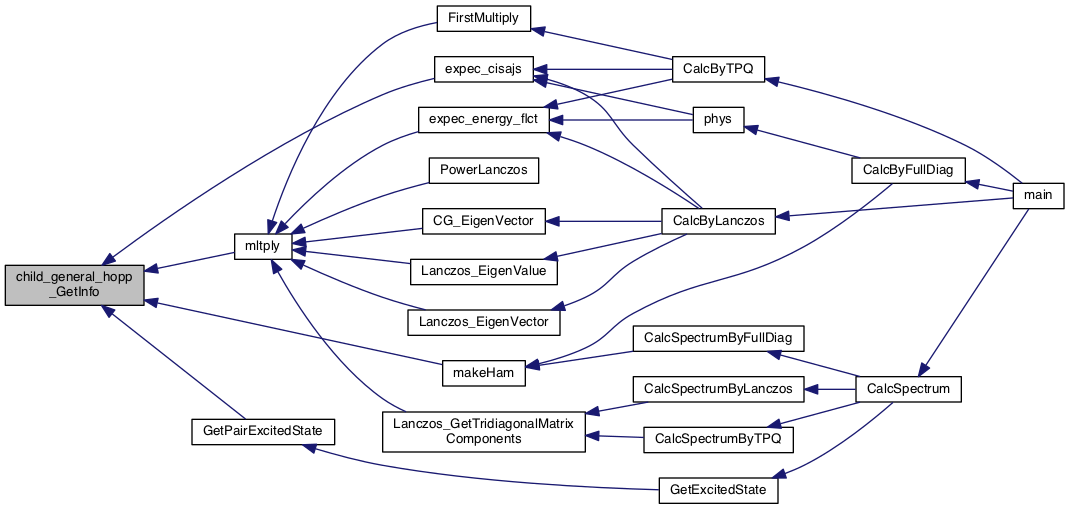 FirstMultiply
expec_cisajs
CalcByTPQ
expec_energy_flct
phys
PowerLanczos
CalcByFullDiag
main
CG_EigenVector
CalcByLanczos
mltply
child_general_hopp
_GetInfo
Lanczos_EigenValue
Lanczos_EigenVector
CalcSpectrumByFullDiag
makeHam
CalcSpectrumByLanczos
CalcSpectrum
GetPairExcitedState
Lanczos_GetTridiagonalMatrix
Components
CalcSpectrumByTPQ
GetExcitedState